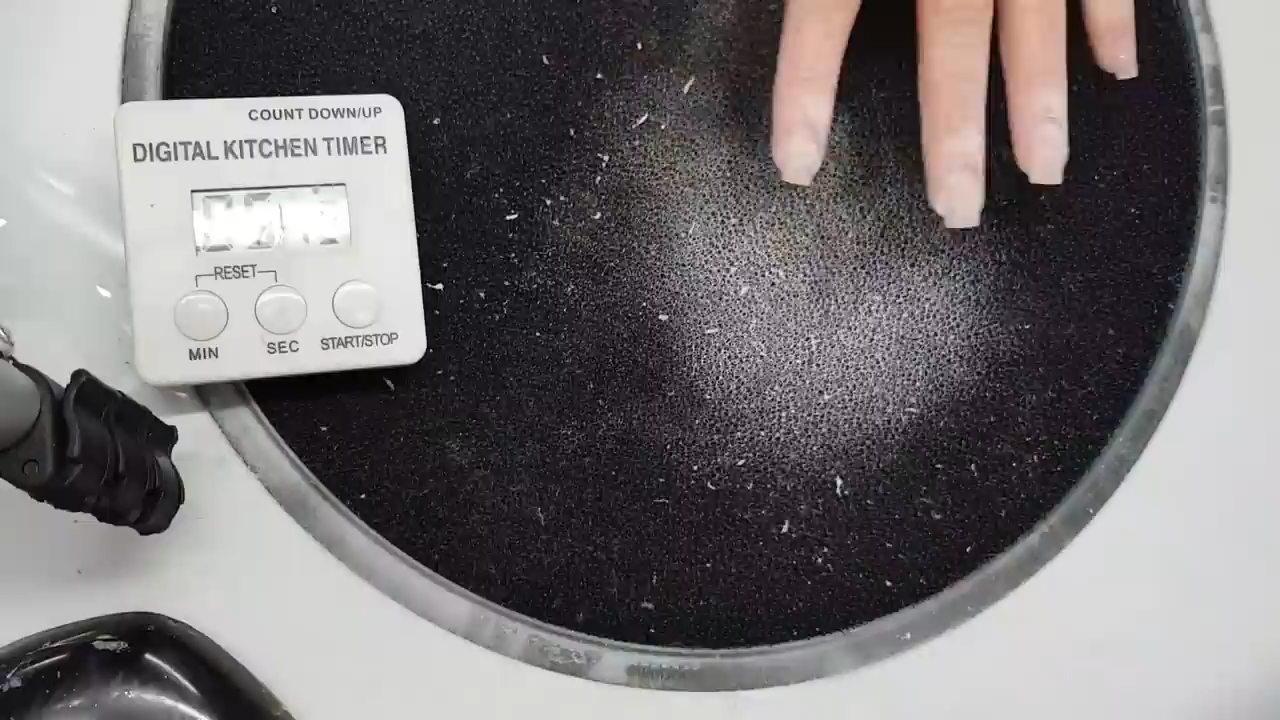 COUNT DOWN/UP
DIGITAL KITCHEN TIMER
RESET
MIN SEC START/STOP